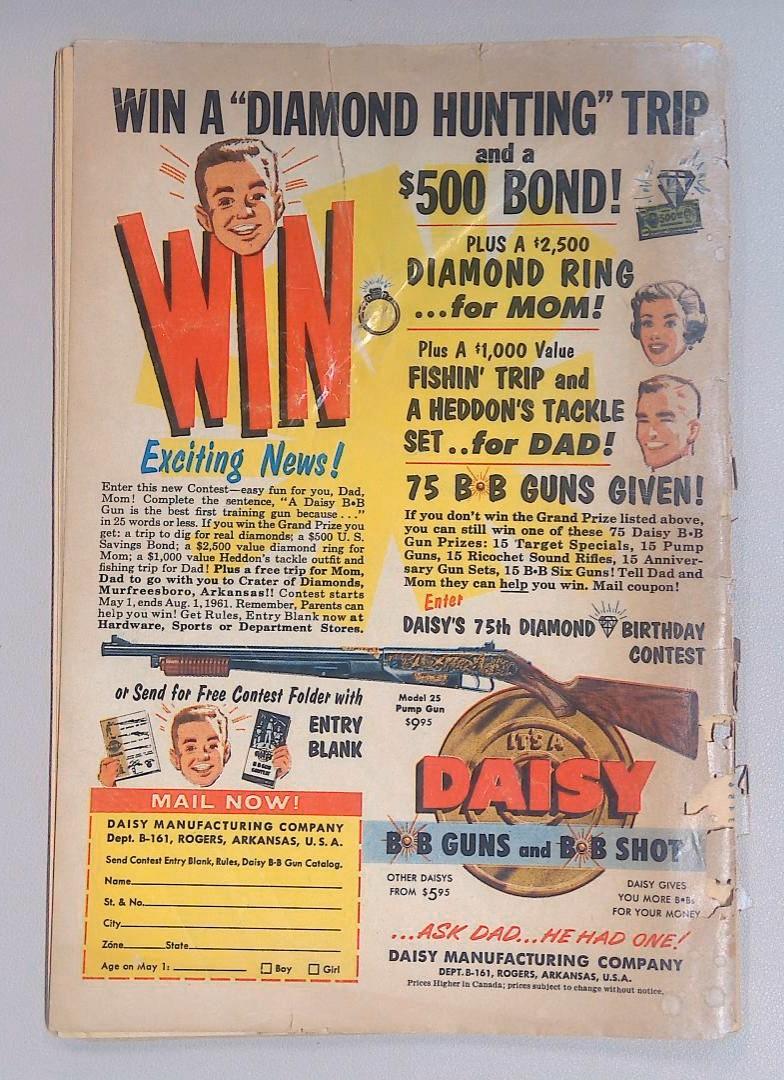 WIN A "DIAMOND HUNTING" TRIP
and a
$500 BOND!
PLUS A $2,500
DIAMOND RING
...for MOM!
Plus A $1,000 Value
FISHIN' TRIP and
A HEDDON'S TACKLE
SET..for DAD!
WIN
Exciting News!
Enter this new Contest—easy fun for you, Dad,
Mom! Complete the sentence, "A Daisy B•B
Gun is the best first training gun because . . ."
in 25 words or less. If you win the Grand Prize you
get: a trip to dig for real diamonds; a $500 U. S.
Savings Bond; a $2,500 value diamond ring for
Mom; a $1,000 value Heddon's tackle outfit and
fishing trip for Dad! Plus a free trip for Mom,
Dad to go with you to Crater of Diamonds,
Murfreesboro, Arkansas!! Contest starts
May 1, ends Aug. 1, 1961. Remember, Parents can
help you win! Get Rules, Entry Blank now at
Hardware, Sports or Department Stores.
75 B•B GUNS GIVEN!
If you don't win the Grand Prize listed above,
you can still win one of these 75 Daisy B•B
Gun Prizes: 15 Target Specials, 15 Pump
Guns, 15 Ricochet Sound Rifles, 15 Anniver-
sary Gun Sets, 15 B•B Six Guns! Tell Dad and
Mom they can help you win. Mail coupon!
Enter
DAISY'S 75th DIAMOND BIRTHDAY
CONTEST
or Send for Free Contest Folder with
ENTRY
BLANK
Model 25
Pump Gun
$995
MAIL NOW!
DAISY MANUFACTURING COMPANY
Dept. B-161, ROGERS, ARKANSAS, U. S. A.
Send Contest Entry Blank, Rules, Daisy B-B Gun Catalog.
Name
St. & No.
City
Zone State
Age on May 1: Boy Girl
IT'S A
DAISY
B•B GUNS and B•B SHOT
OTHER DAISYS
FROM $595
DAISY GIVES
YOU MORE B•Bs
FOR YOUR MONEY
...ASK DAD...HE HAD ONE!
DAISY MANUFACTURING COMPANY
DEPT. B-161, ROGERS, ARKANSAS, U.S.A.
Prices Higher in Canada; prices subject to change without notice.